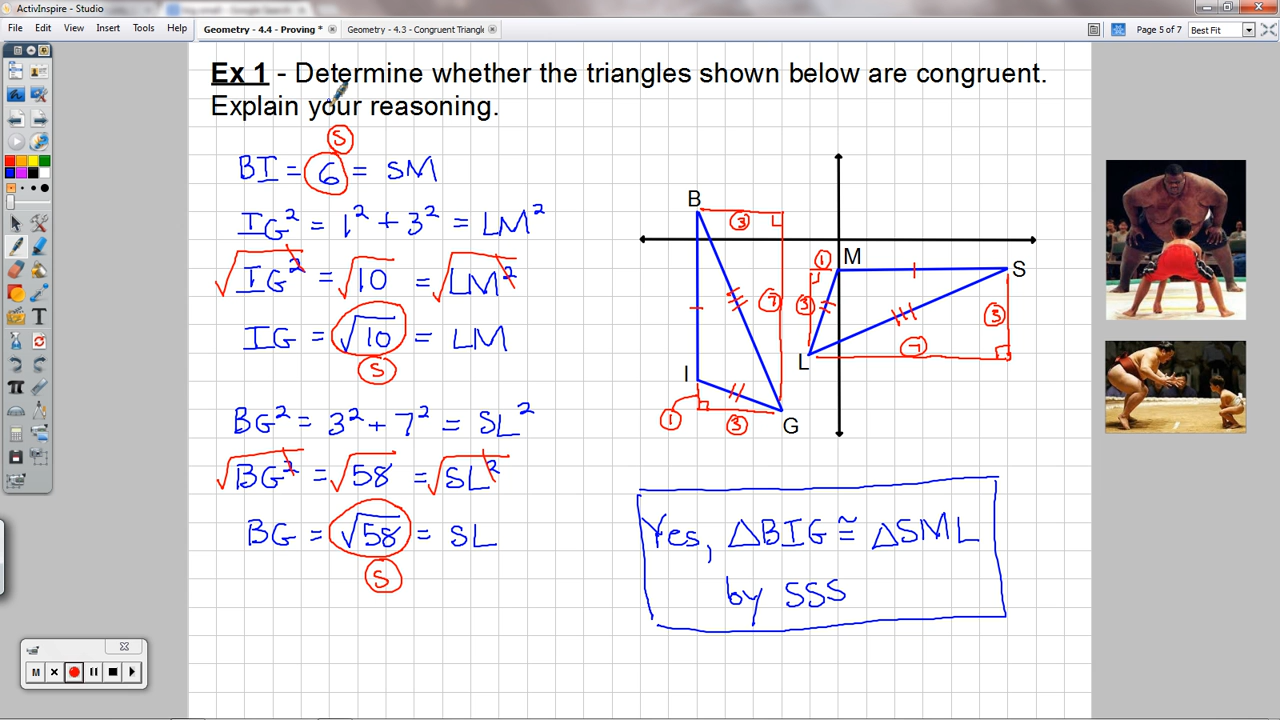 ActivInspire - Studio
File Edit View Insert Tools Help
Geometry - 4.4 - Proving *
Geometry - 4.3 - Congruent Triangl
Page 5 of 7
Best Fit
Ex 1 - Determine whether the triangles shown below are congruent.
Explain your reasoning.
S
BI = 6 = SM
IG² = 1² + 3² = LM²
√IG² = √10 = √LM²
IG = √10 = LM
S
BG² = 3² + 7² = SL²
√BG² = √58 = √SL²
BG = √58 = SL
S
B
3
7
I
1
3
G
1
M
S
3
3
7
L
Yes, △BIG ≅ △SML
by SSS
M